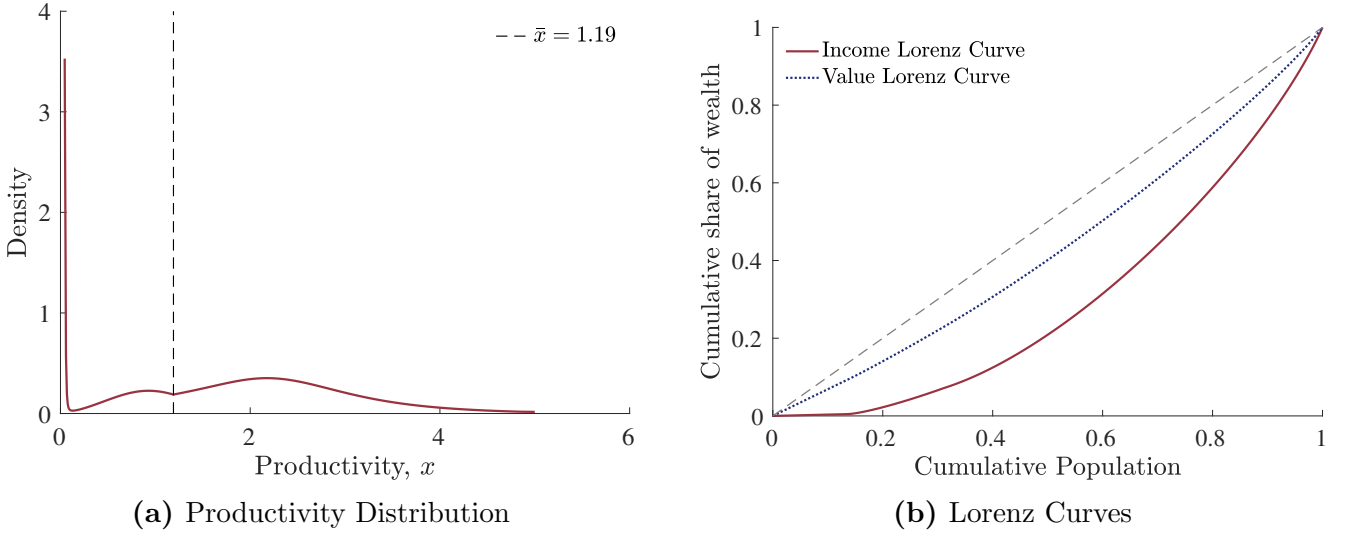 4
3
2
1
0
Density
-- x̄ = 1.19
0
2
4
6
Productivity, x
(a) Productivity Distribution
1
0.8
0.6
0.4
0.2
0
Cumulative share of wealth
Income Lorenz Curve
Value Lorenz Curve
0
0.2
0.4
0.6
0.8
1
Cumulative Population
(b) Lorenz Curves